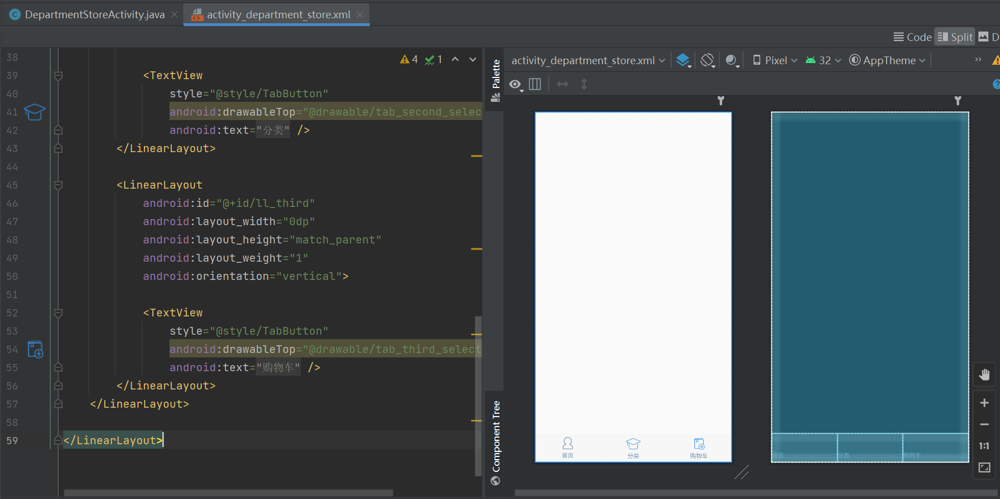 DepartmentStoreActivity.java
activity_department_store.xml
Code
Split
D
4
1
38
39 <TextView
40 style="@style/TabButton"
41 android:drawableTop="@drawable/tab_second_selec
42 android:text="分类" />
43 </LinearLayout>
44
45 <LinearLayout
46 android:id="@+id/ll_third"
47 android:layout_width="0dp"
48 android:layout_height="match_parent"
49 android:layout_weight="1"
50 android:orientation="vertical">
51
52 <TextView
53 style="@style/TabButton"
54 android:drawableTop="@drawable/tab_third_select
55 android:text="购物车" />
56 </LinearLayout>
57 </LinearLayout>
58
59 </LinearLayout>
Palette
Component Tree
activity_department_store.xml
Pixel
32
AppTheme
»
首页
分类
购物车
首页
分类
购物车
1:1